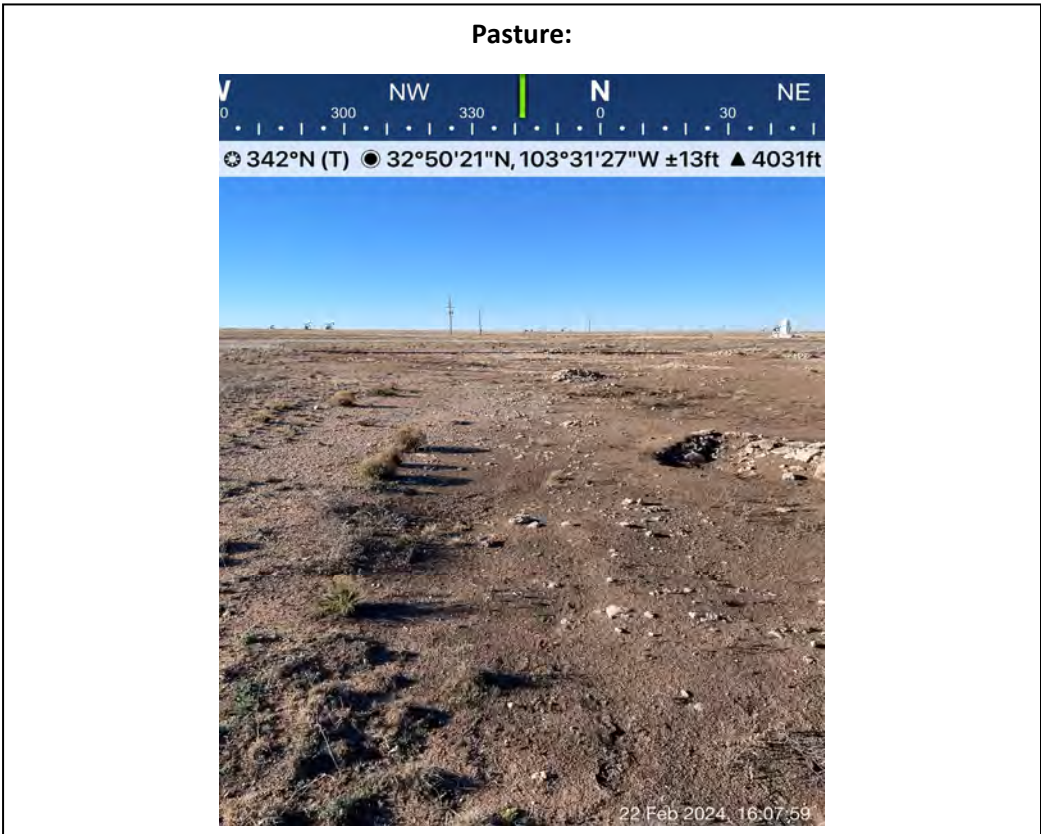 Pasture:
NW N NE
300 330 0 30
342°N (T) 32°50'21"N, 103°31'27"W ±13ft ▲ 4031ft
22 Feb 2024, 16:07:59